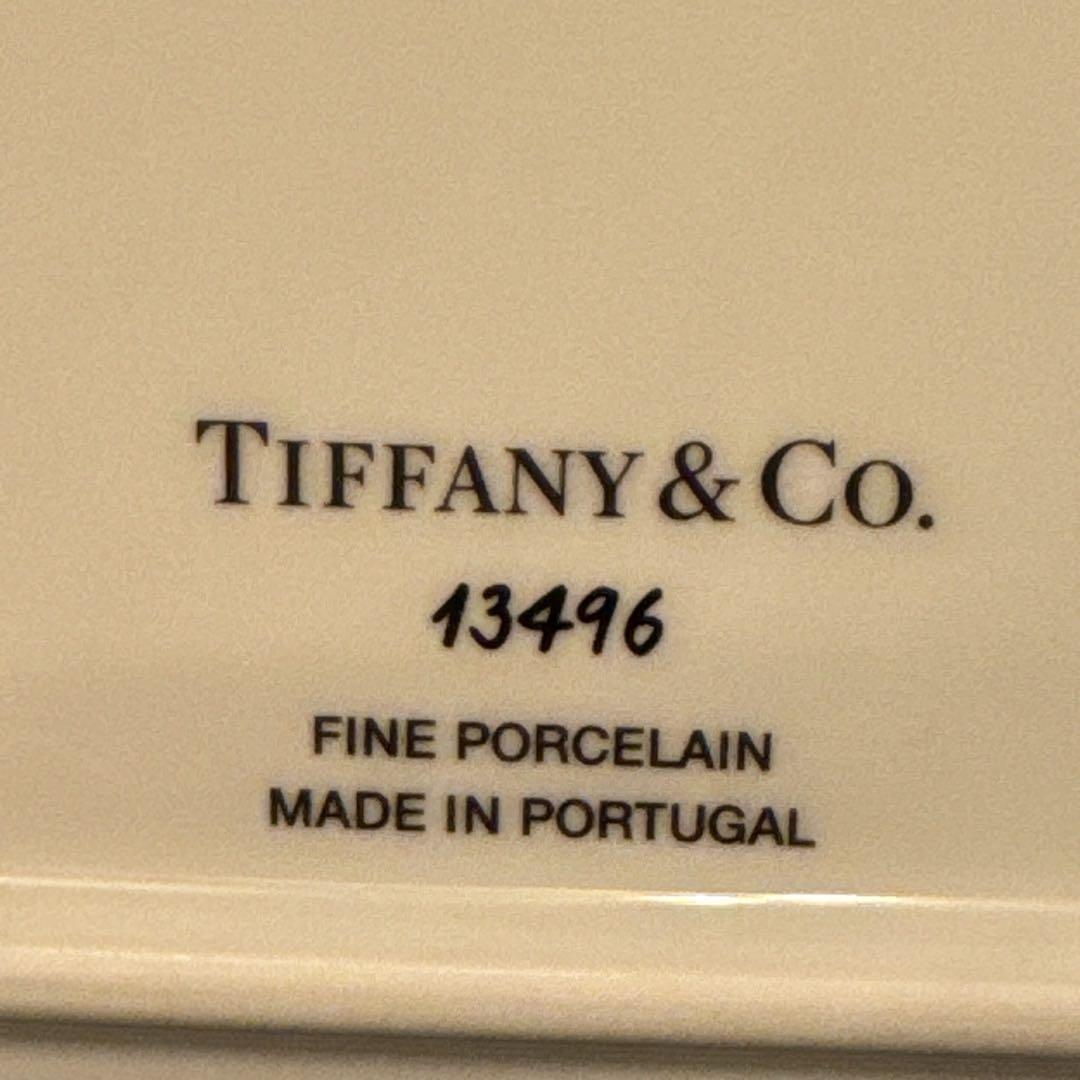 TIFFANY & CO.
13496
FINE PORCELAIN
MADE IN PORTUGAL